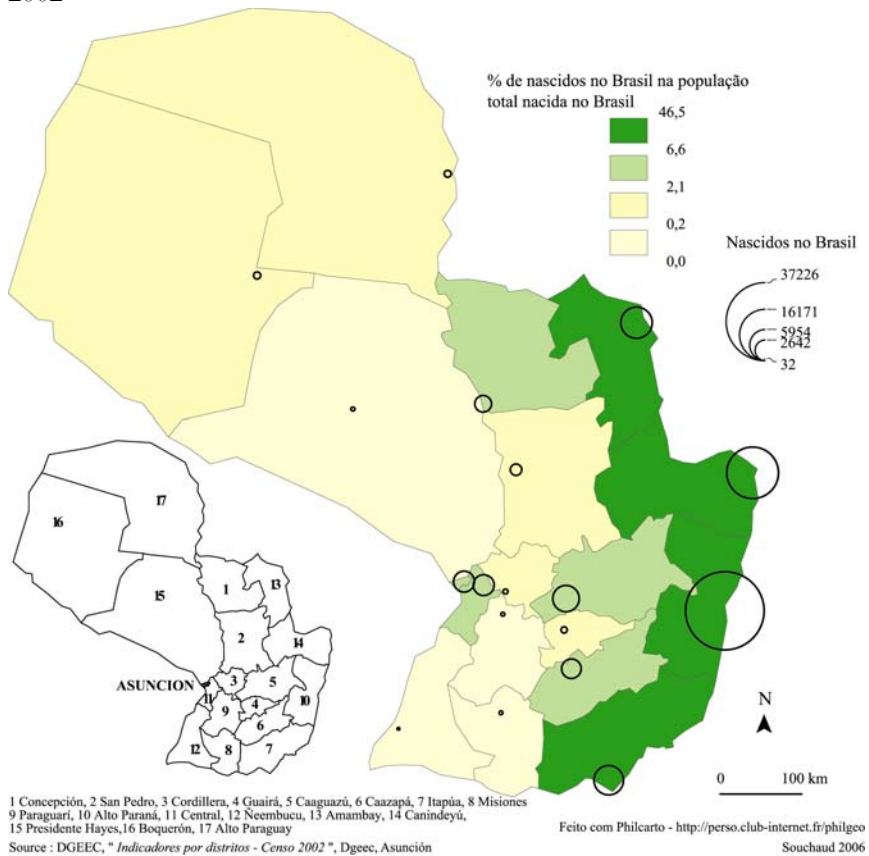 2002
% de nascidos no Brasil na população
total nacida no Brasil
46,5
6,6
2,1
0,2
0,0
Nascidos no Brasil
37226
16171
5954
2642
32
17
16
15
1
13
2
14
ASUNCION
3
5
11
4
10
9
6
12
8
7
N
0 100 km
1 Concepción, 2 San Pedro, 3 Cordillera, 4 Guairá, 5 Caaguazú, 6 Caazapá, 7 Itapúa, 8 Misiones
9 Paraguarí, 10 Alto Paraná, 11 Central, 12 Ñeembucu, 13 Amambay, 14 Canindeyú,
15 Presidente Hayes,16 Boquerón, 17 Alto Paraguay
Feito com Philcarto - http://perso.club-internet.fr/philgeo
Source : DGEEC, " Indicadores por distritos - Censo 2002 ", Dgeec, Asunción
Souchaud 2006